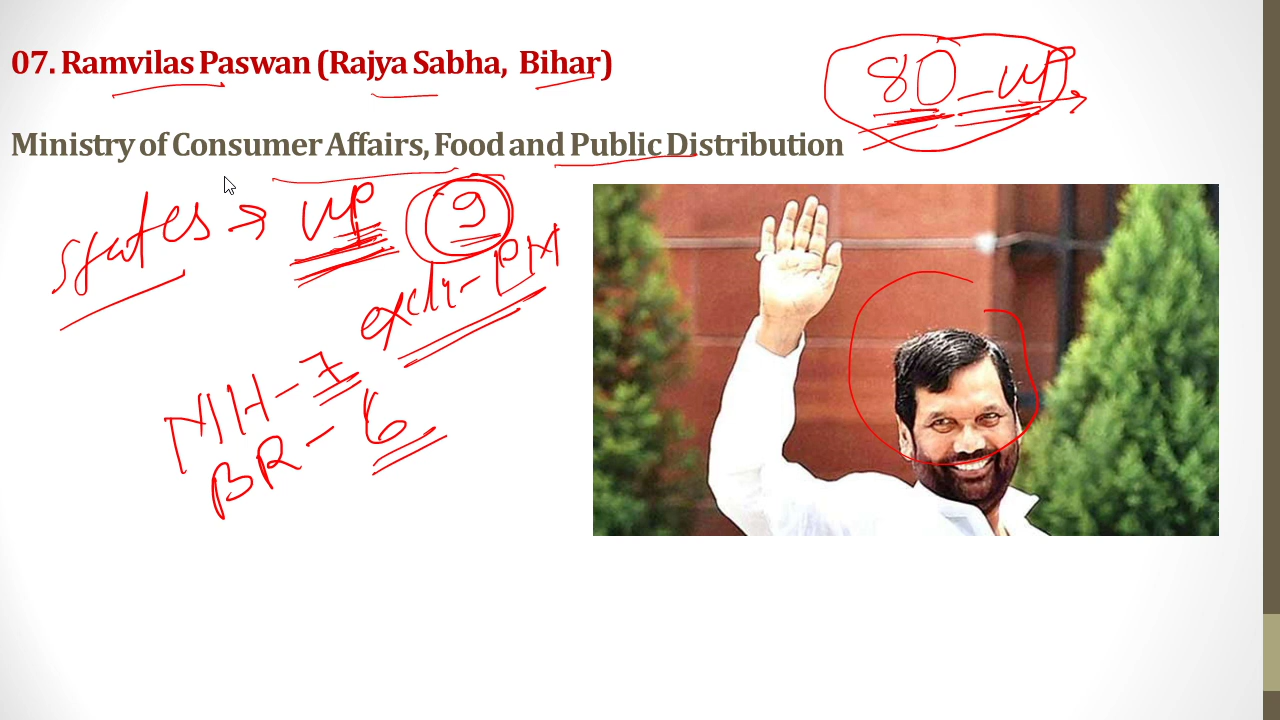 07. Ramvilas Paswan (Rajya Sabha, Bihar)
80 - UP
Ministry of Consumer Affairs, Food and Public Distribution
states → UP 9
exclu- PM
MH - 7
BR - 6